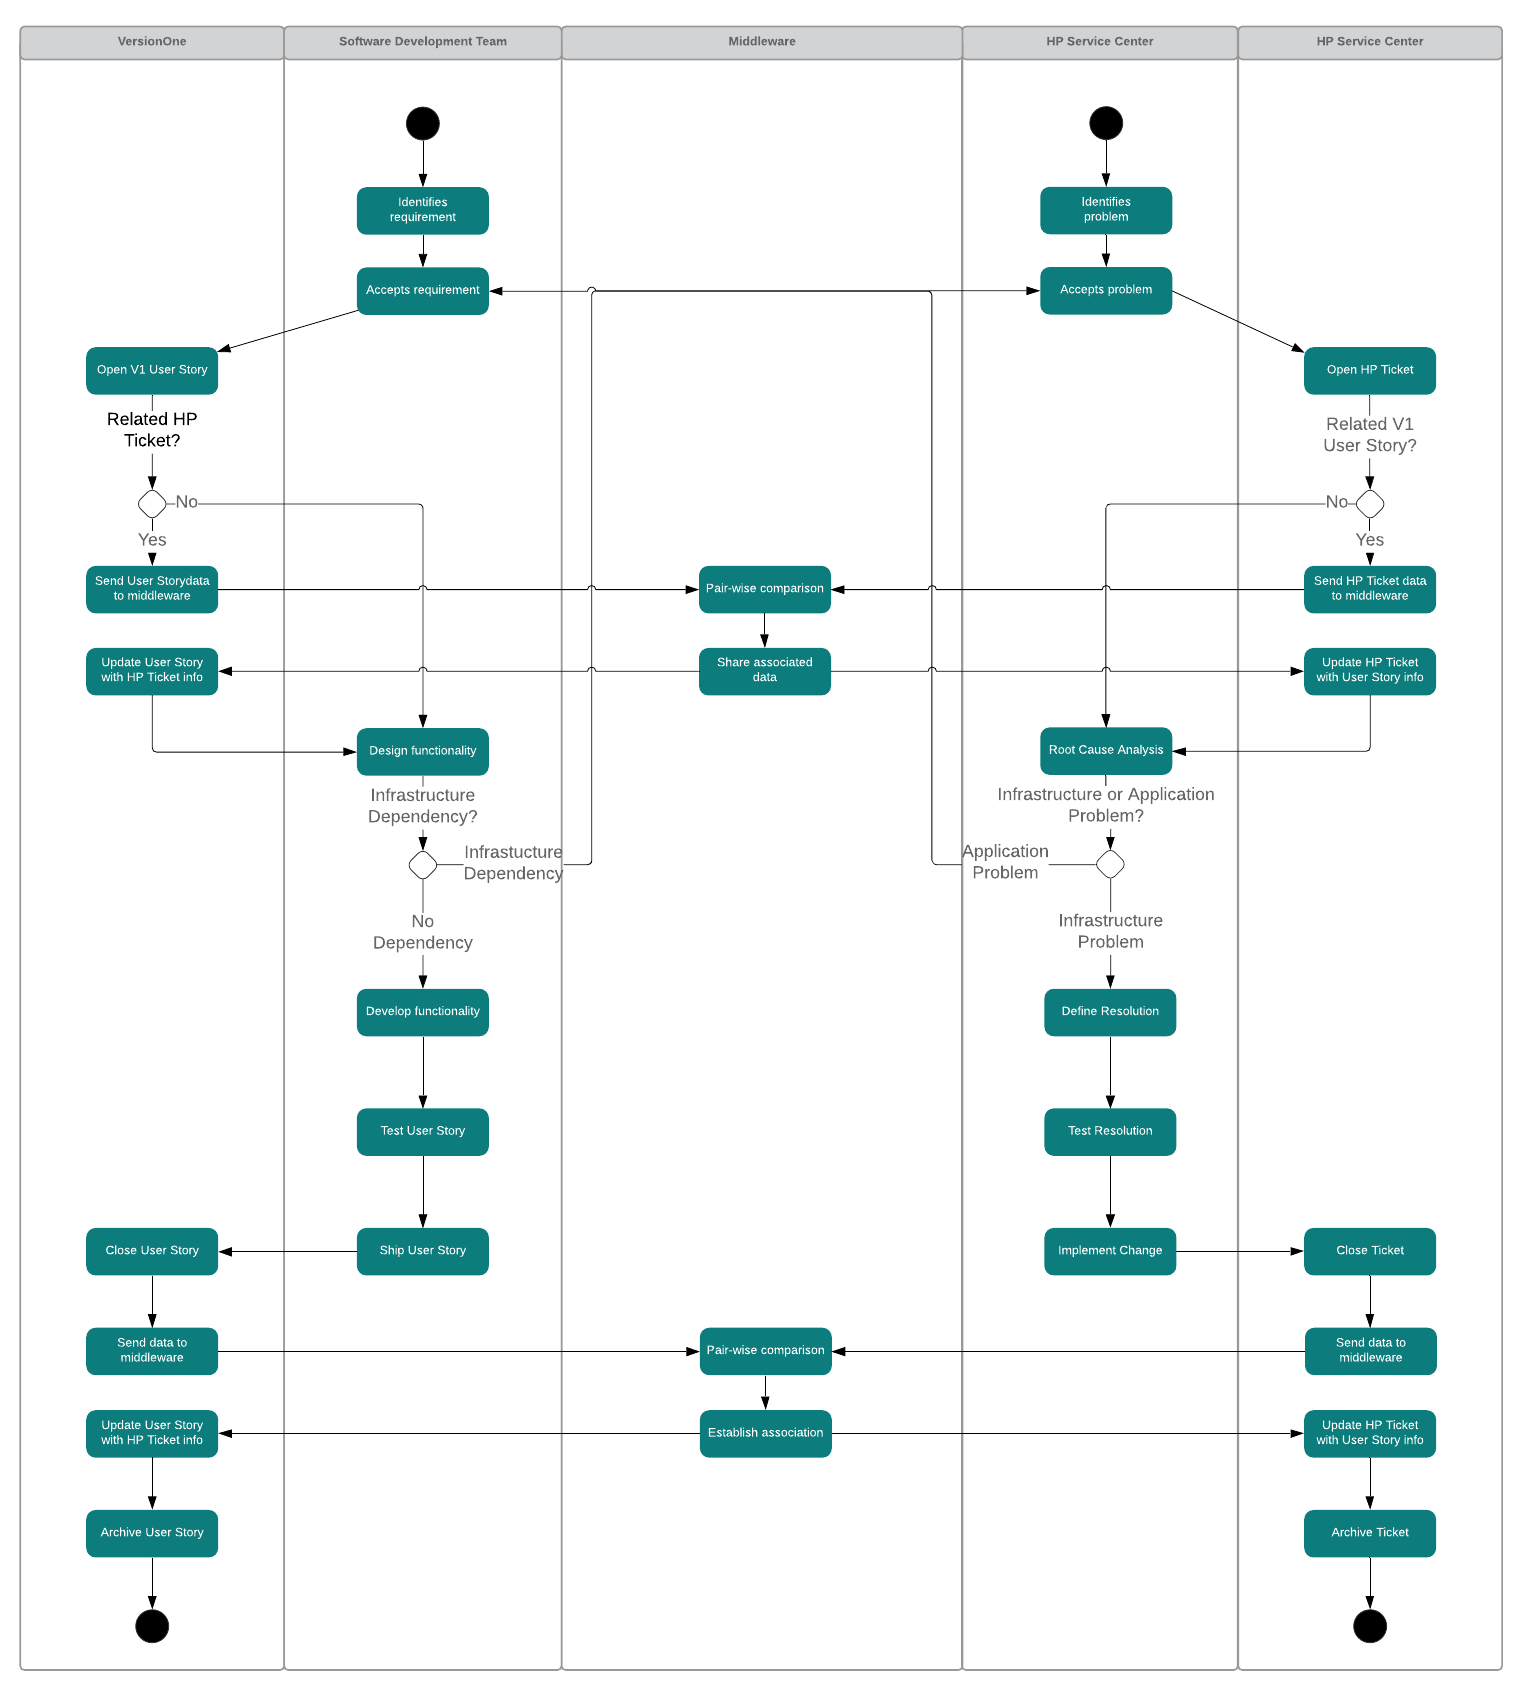 VersionOne
Software Development Team
Middleware
HP Service Center
HP Service Center
Identifies
requirement
Identifies
problem
Accepts requirement
Accepts problem
Open V1 User Story
Open HP Ticket
Related HP
Ticket?
Related V1
User Story?
No
No
Yes
Yes
Send User Storydata
to middleware
Pair-wise comparison
Send HP Ticket data
to middleware
Update User Story
with HP Ticket info
Share associated
data
Update HP Ticket
with User Story info
Design functionality
Root Cause Analysis
Infrastructure
Dependency?
Infrastructure or Application
Problem?
Infrastucture
Dependency
Application
Problem
No
Dependency
Infrastructure
Problem
Develop functionality
Define Resolution
Test User Story
Test Resolution
Close User Story
Ship User Story
Implement Change
Close Ticket
Send data to
middleware
Pair-wise comparison
Send data to
middleware
Update User Story
with HP Ticket info
Establish association
Update HP Ticket
with User Story info
Archive User Story
Archive Ticket